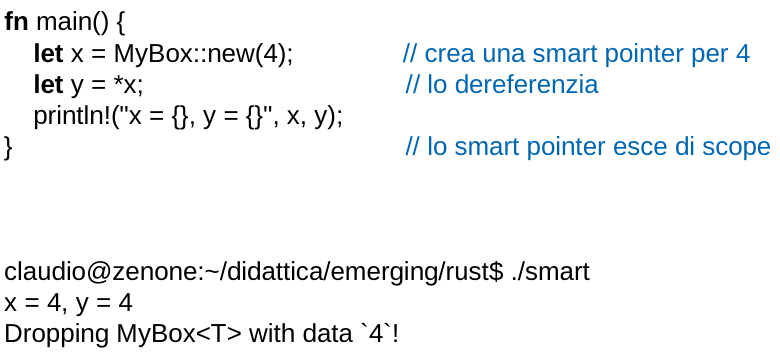 fn main() {
let x = MyBox::new(4); // crea una smart pointer per 4
let y = *x; // lo dereferenzia
println!("x = {}, y = {}", x, y);
} // lo smart pointer esce di scope
claudio@zenone:~/didattica/emerging/rust$ ./smart
x = 4, y = 4
Dropping MyBox<T> with data `4`!